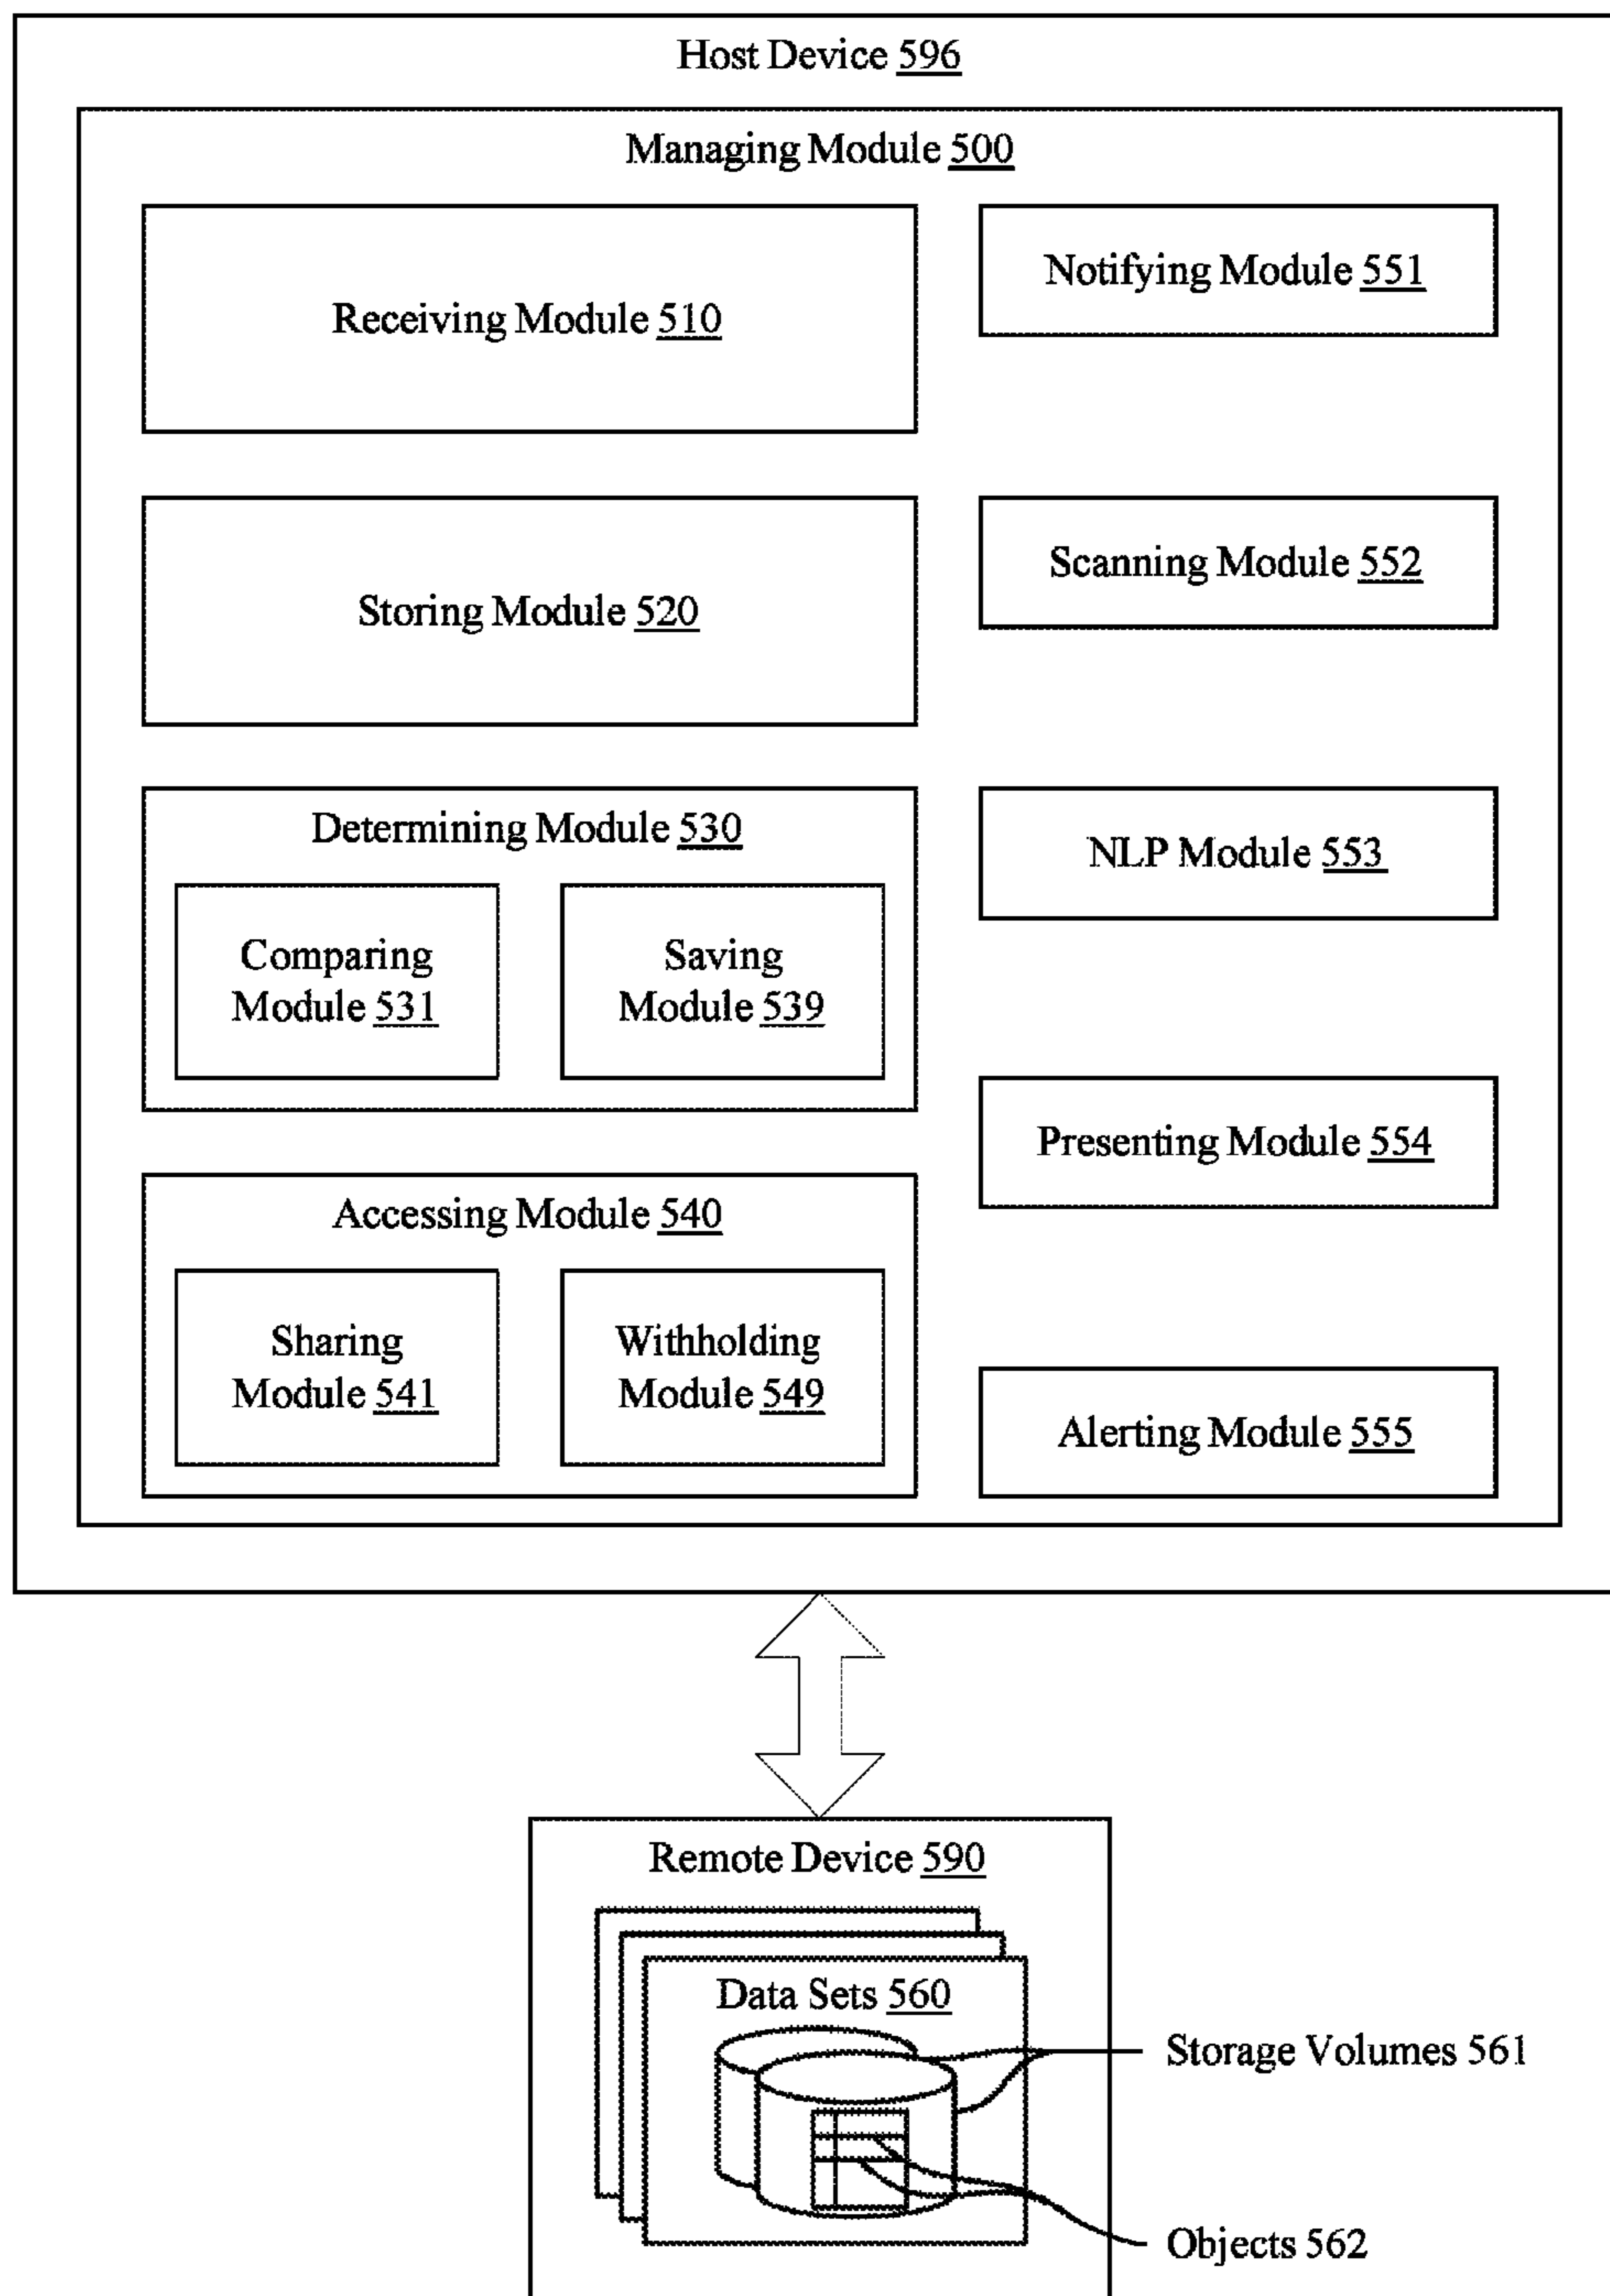 Host Device 596
Managing Module 500
Receiving Module 510
Notifying Module 551
Storing Module 520
Scanning Module 552
Determining Module 530
Comparing
Module 531
Saving
Module 539
NLP Module 553
Accessing Module 540
Sharing
Module 541
Withholding
Module 549
Presenting Module 554
Alerting Module 555
Remote Device 590
Data Sets 560
Storage Volumes 561
Objects 562